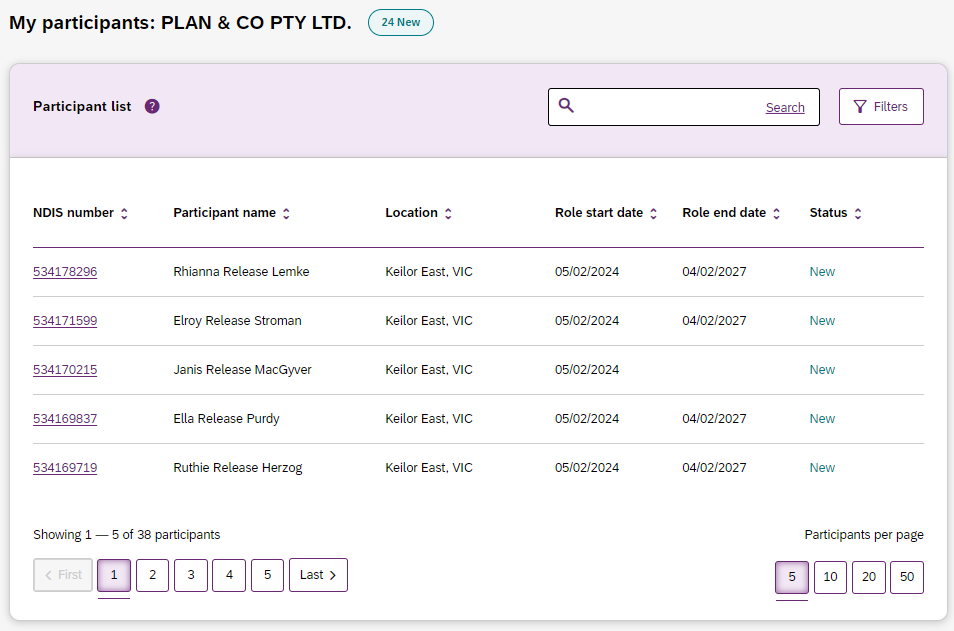 My participants: PLAN & CO PTY LTD. 24 New
Participant list ? Search Filters
NDIS number Participant name Location Role start date Role end date Status
534178296 Rhianna Release Lemke Keilor East, VIC 05/02/2024 04/02/2027 New
534171599 Elroy Release Stroman Keilor East, VIC 05/02/2024 04/02/2027 New
534170215 Janis Release MacGyver Keilor East, VIC 05/02/2024 New
534169837 Ella Release Purdy Keilor East, VIC 05/02/2024 04/02/2027 New
534169719 Ruthie Release Herzog Keilor East, VIC 05/02/2024 04/02/2027 New
Showing 1 — 5 of 38 participants Participants per page
First 1 2 3 4 5 Last 5 10 20 50